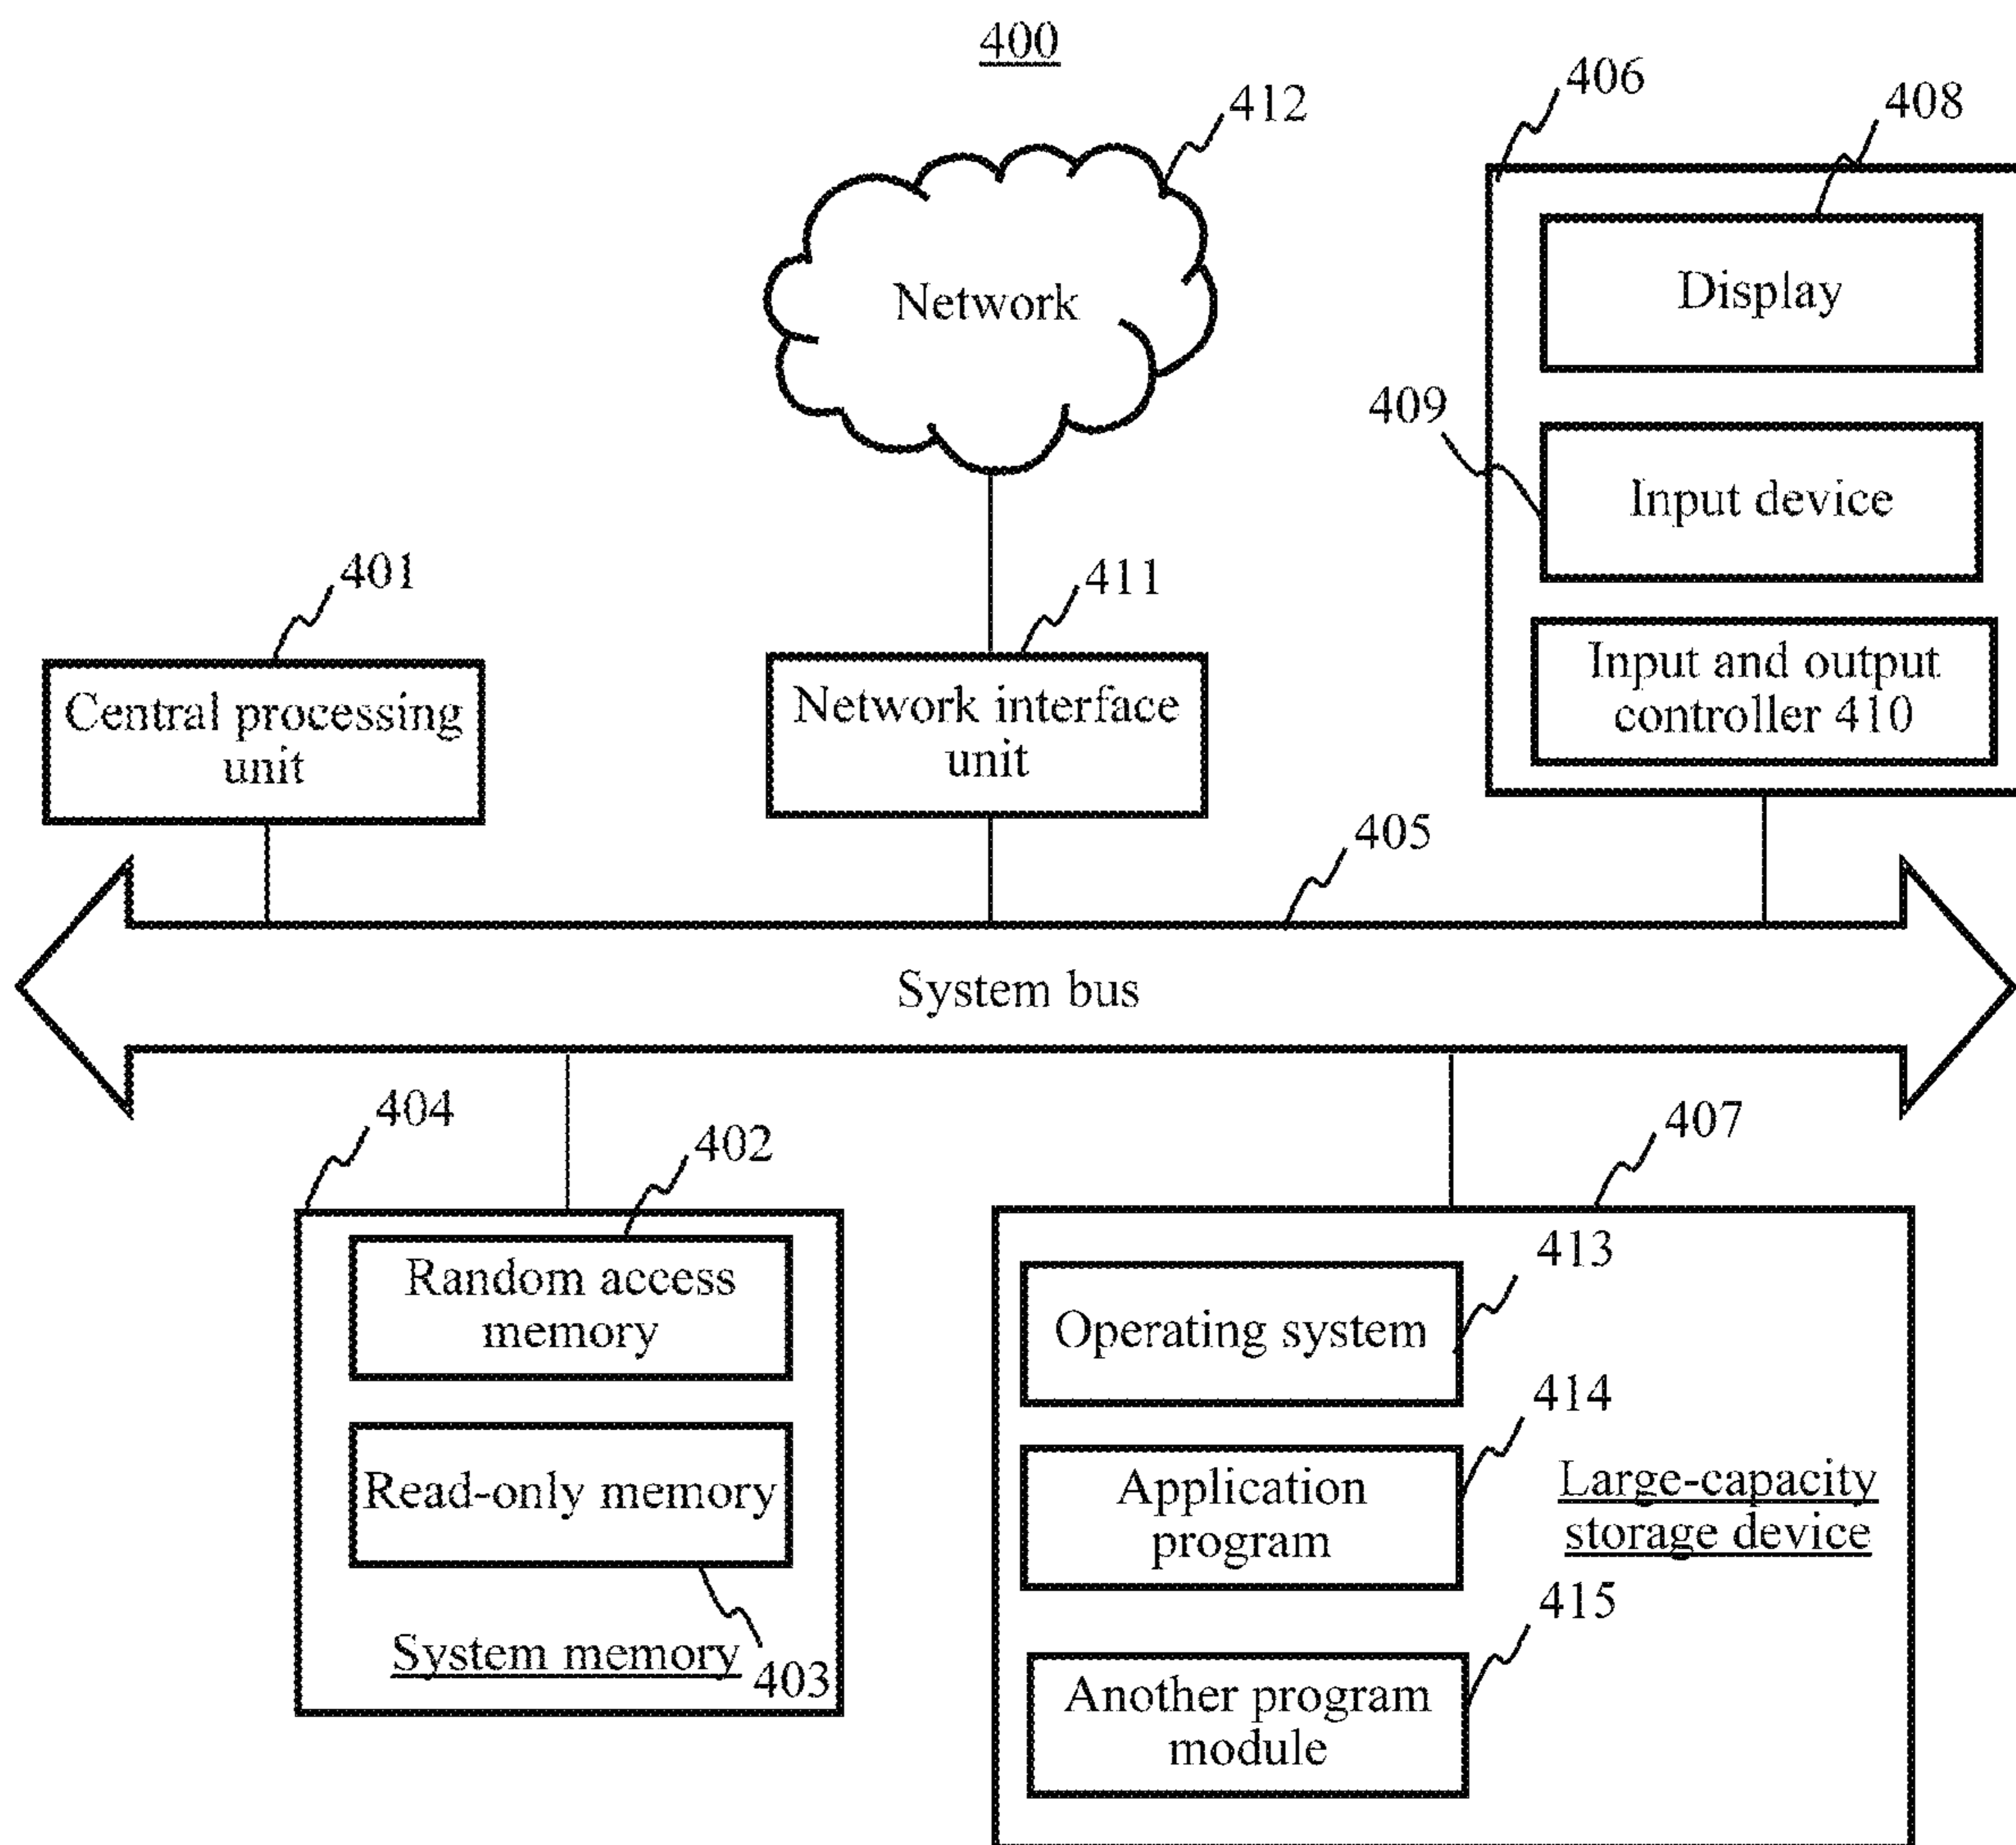 400
412
406
408
Network
Display
409
Input device
401
411
Input and output
controller 410
Central processing
unit
Network interface
unit
405
System bus
404
402
407
Random access
memory
413
Operating system
Read-only memory
414
Application
program
Large-capacity
storage device
System memory
403
415
Another program
module